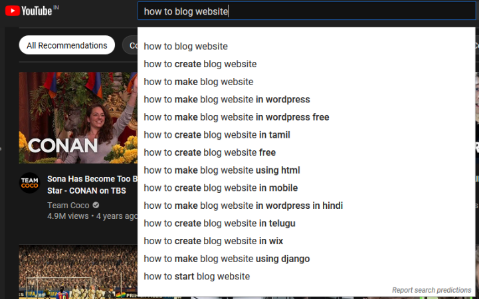 YouTube IN
how to blog website
All Recommendations
how to blog website
how to create blog website
how to make blog website
how to make blog website in wordpress
how to make blog website in wordpress free
how to create blog website in tamil
how to create blog website free
how to make blog website using html
how to create blog website in mobile
how to make blog website in wordpress in hindi
how to create blog website in telugu
how to create blog website in wix
how to make blog website using django
how to start blog website
Report search predictions
CONAN
TEAM
COCO
Sona Has Become Too B
Star - CONAN on TBS
Team Coco
4.9M views • 4 years ago